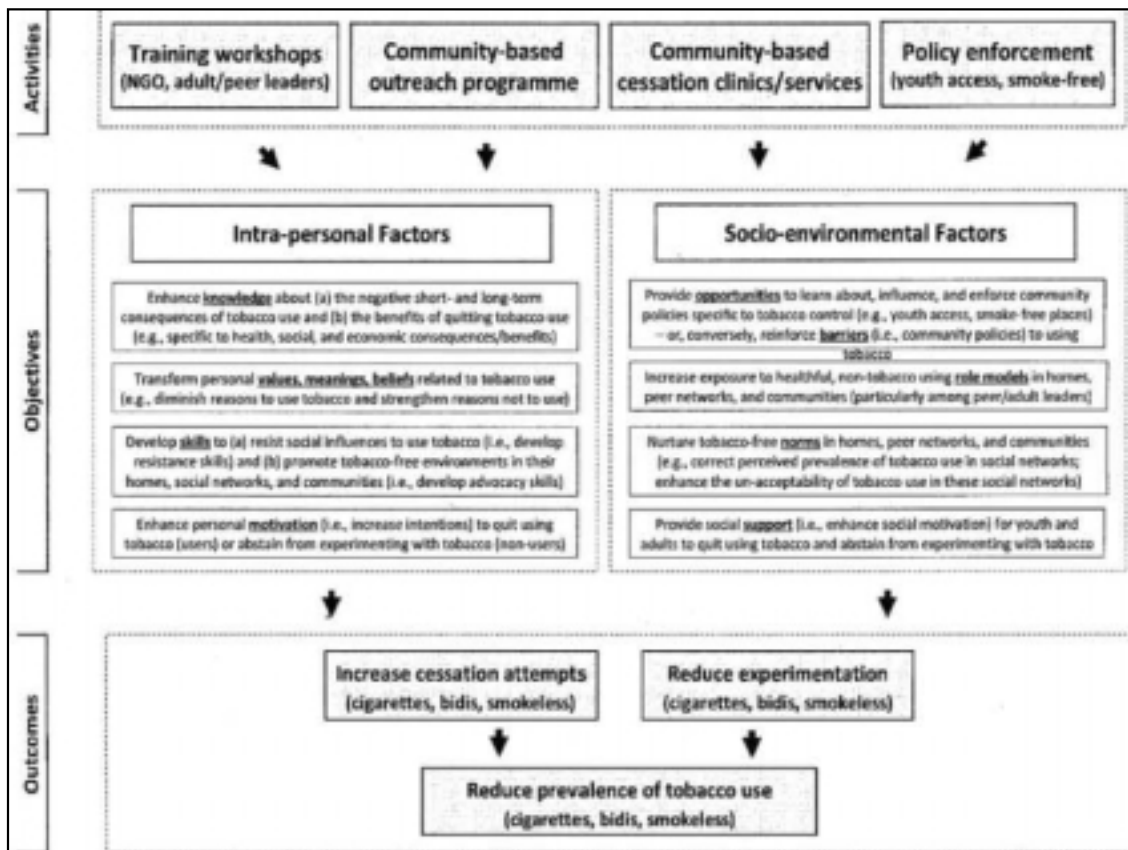 Activities
Training workshops
(NGO, adult/peer leaders)
Community-based
outreach programme
Community-based
cessation clinics/services
Policy enforcement
(youth access, smoke-free)
Objectives
Intra-personal Factors
Enhance knowledge about (a) the negative short- and long-term
consequences of tobacco use and (b) the benefits of quitting tobacco use
(e.g., specific to health, social, and economic consequences/benefits)
Transform personal values, meanings, beliefs related to tobacco use
(e.g., diminish reasons to use tobacco and strengthen reasons not to use)
Develop skills to (a) resist social influences to use tobacco (i.e., develop
resistance skills) and (b) promote tobacco-free environments in their
homes, social networks, and communities (i.e., develop advocacy skills)
Enhance personal motivation (i.e., increase intentions) to quit using
tobacco (users) or abstain from experimenting with tobacco (non-users)
Socio-environmental Factors
Provide opportunities to learn about, influence, and enforce community
policies specific to tobacco control (e.g., youth access, smoke-free places)
– or, conversely, reinforce barriers (i.e., community policies) to using
tobacco
Increase exposure to healthful, non-tobacco using role models in homes,
peer networks, and communities (particularly among peer/adult leaders)
Nurture tobacco-free norms in homes, peer networks, and communities
(e.g., correct perceived prevalence of tobacco use in social networks;
enhance the un-acceptability of tobacco use in these social networks)
Provide social support (i.e., enhance social motivation) for youth and
adults to quit using tobacco and abstain from experimenting with tobacco
Outcomes
Increase cessation attempts
(cigarettes, bidis, smokeless)
Reduce experimentation
(cigarettes, bidis, smokeless)
Reduce prevalence of tobacco use
(cigarettes, bidis, smokeless)